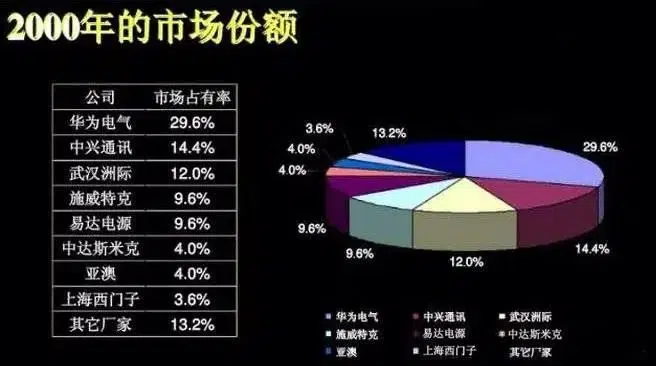 2000年的市场份额
公司 市场占有率
华为电气 29.6%
中兴通讯 14.4%
武汉洲际 12.0%
施威特克 9.6%
易达电源 9.6%
中达斯米克 4.0%
亚澳 4.0%
上海西门子 3.6%
其它厂家 13.2%
3.6% 13.2%
4.0% 29.6%
4.0%
9.6%
9.6% 12.0% 14.4%
华为电气 中兴通讯 武汉洲际
施威特克 易达电源 中达斯米克
亚澳 上海西门子 其它厂家